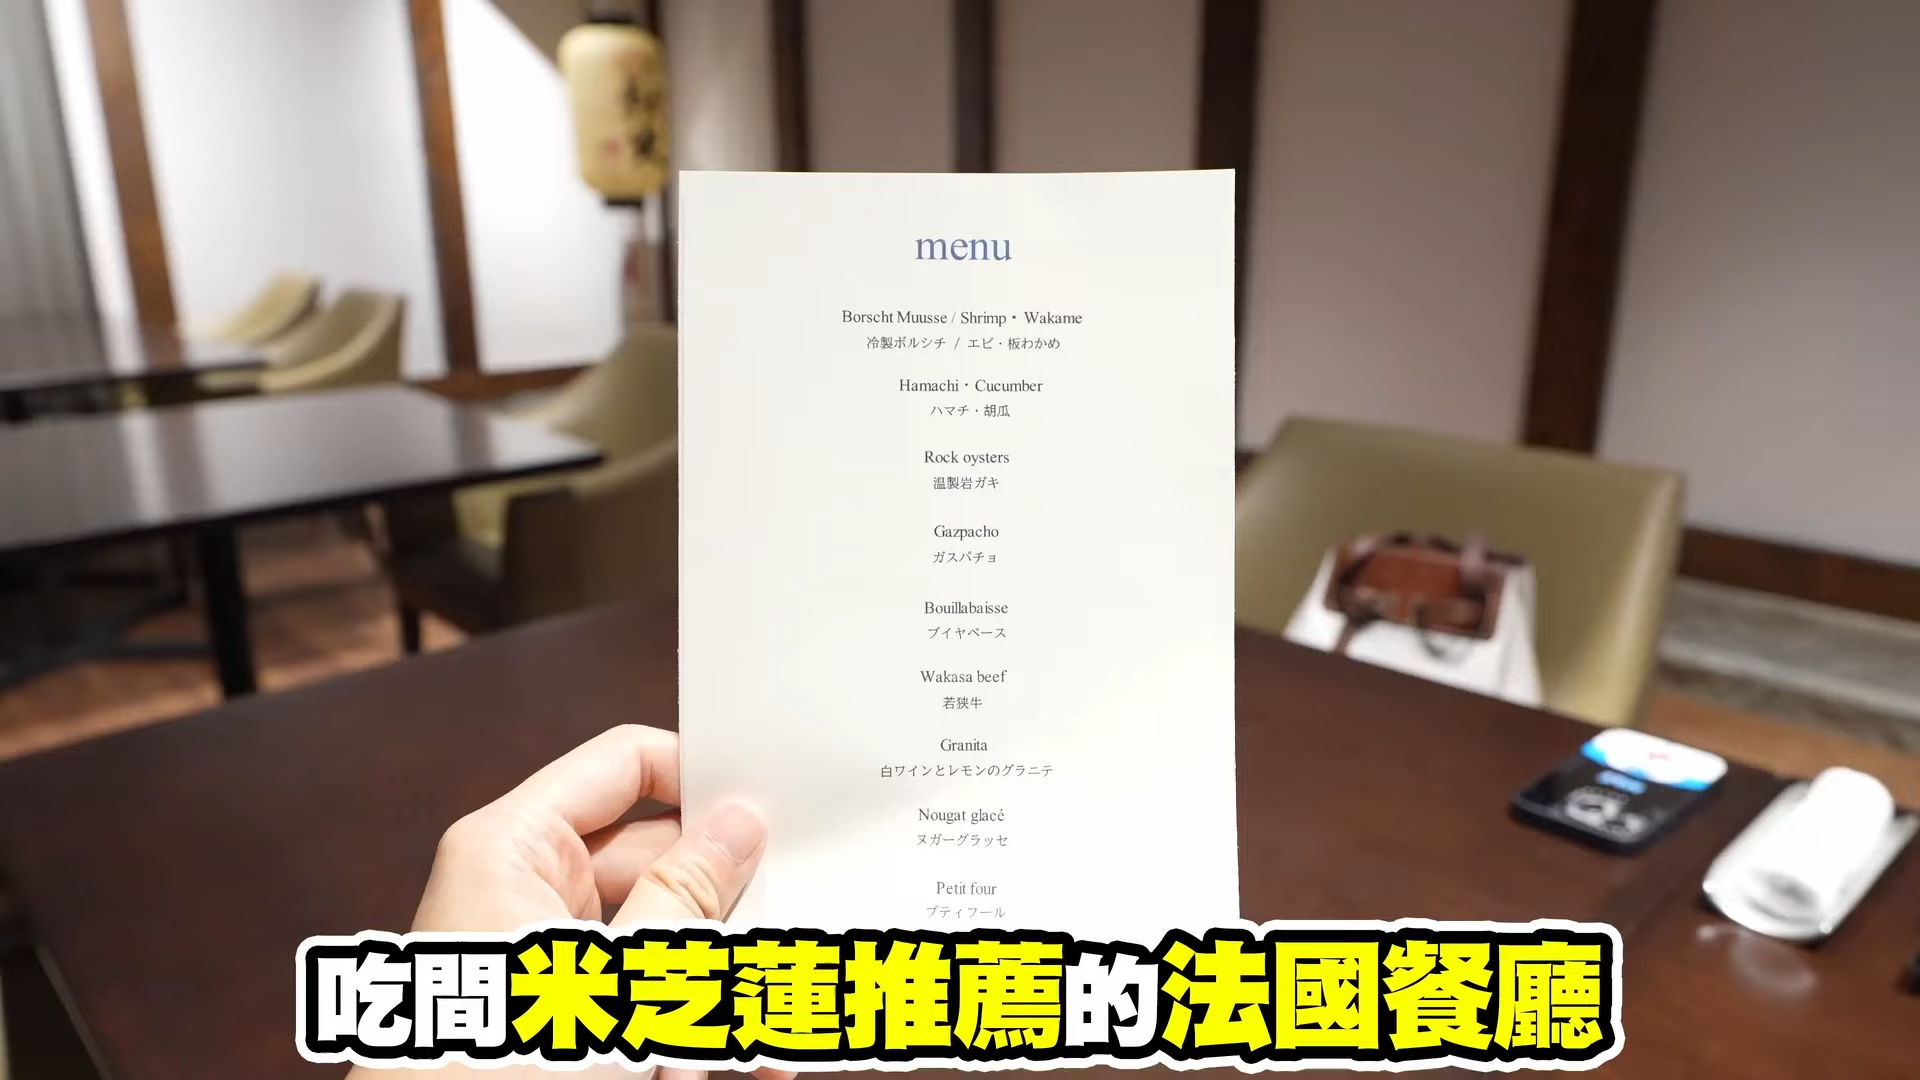 menu
Borscht Muusse / Shrimp・Wakame
冷製ボルシチ / エビ・板わかめ
Hamachi・Cucumber
ハマチ・胡瓜
Rock oysters
温製岩ガキ
Gazpacho
ガスパチョ
Bouillabaisse
ブイヤベース
Wakasa beef
若狭牛
Granita
白ワインとレモンのグラニテ
Nougat glacé
ヌガーグラッセ
Petit four
プティフール
吃間米芝蓮推薦的法國餐廳